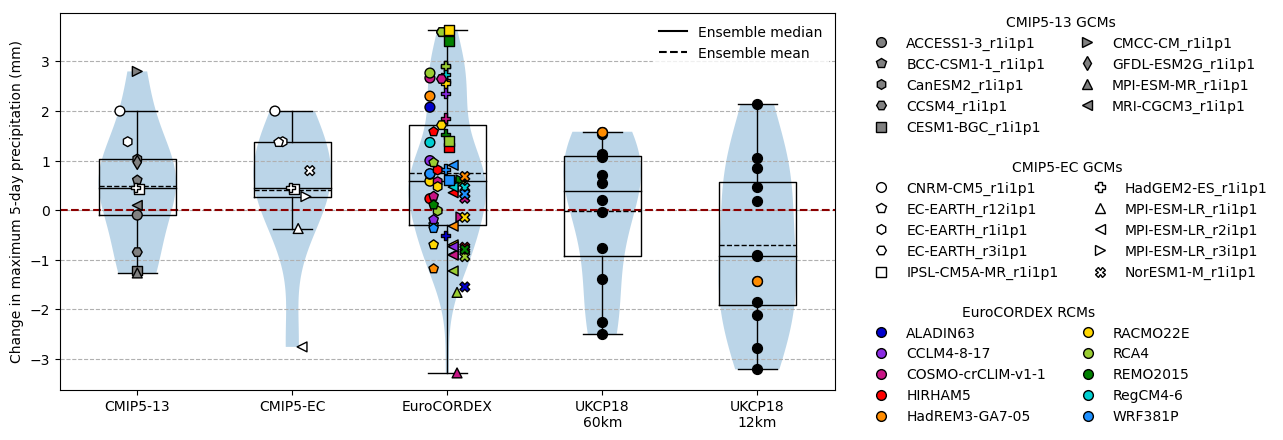 Change in maximum 5-day precipitation (mm)
3
2
1
0
−1
−2
−3
Ensemble median
Ensemble mean
CMIP5-13
CMIP5-EC
EuroCORDEX
UKCP18
60km
UKCP18
12km
CMIP5-13 GCMs
ACCESS1-3_r1i1p1
BCC-CSM1-1_r1i1p1
CanESM2_r1i1p1
CCSM4_r1i1p1
CESM1-BGC_r1i1p1
CMCC-CM_r1i1p1
GFDL-ESM2G_r1i1p1
MPI-ESM-MR_r1i1p1
MRI-CGCM3_r1i1p1
CMIP5-EC GCMs
CNRM-CM5_r1i1p1
EC-EARTH_r12i1p1
EC-EARTH_r1i1p1
EC-EARTH_r3i1p1
IPSL-CM5A-MR_r1i1p1
HadGEM2-ES_r1i1p1
MPI-ESM-LR_r1i1p1
MPI-ESM-LR_r2i1p1
MPI-ESM-LR_r3i1p1
NorESM1-M_r1i1p1
EuroCORDEX RCMs
ALADIN63
CCLM4-8-17
COSMO-crCLIM-v1-1
HIRHAM5
HadREM3-GA7-05
RACMO22E
RCA4
REMO2015
RegCM4-6
WRF381P